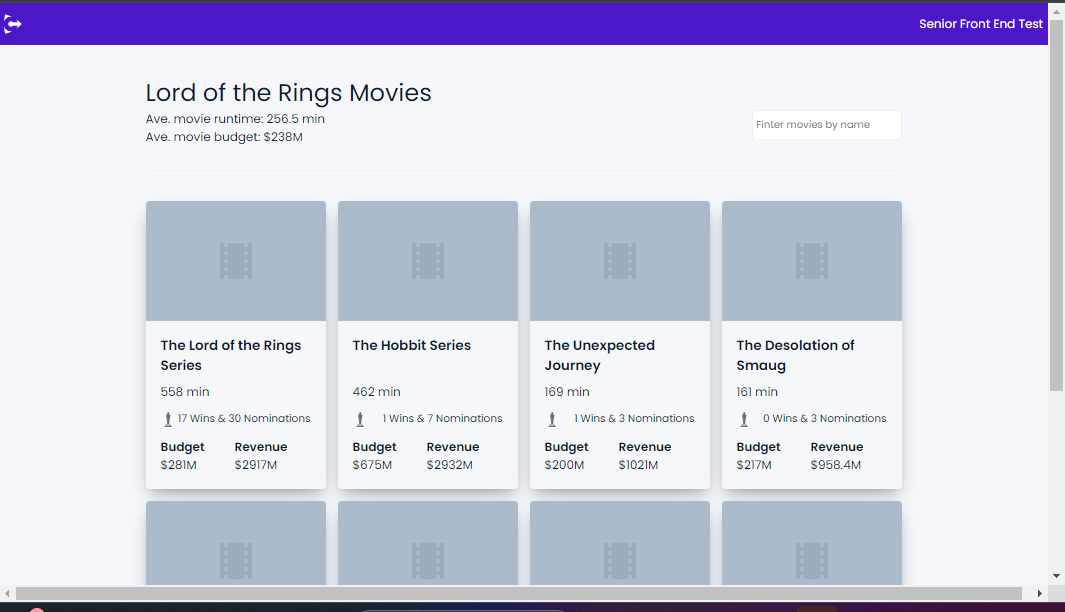 Senior Front End Test
Lord of the Rings Movies
Ave. movie runtime: 256.5 min
Ave. movie budget: $238M
Finter movies by name
The Lord of the Rings
Series
558 min
17 Wins & 30 Nominations
Budget Revenue
$281M $2917M
The Hobbit Series
462 min
1 Wins & 7 Nominations
Budget Revenue
$675M $2932M
The Unexpected
Journey
169 min
1 Wins & 3 Nominations
Budget Revenue
$200M $1021M
The Desolation of
Smaug
161 min
0 Wins & 3 Nominations
Budget Revenue
$217M $958.4M